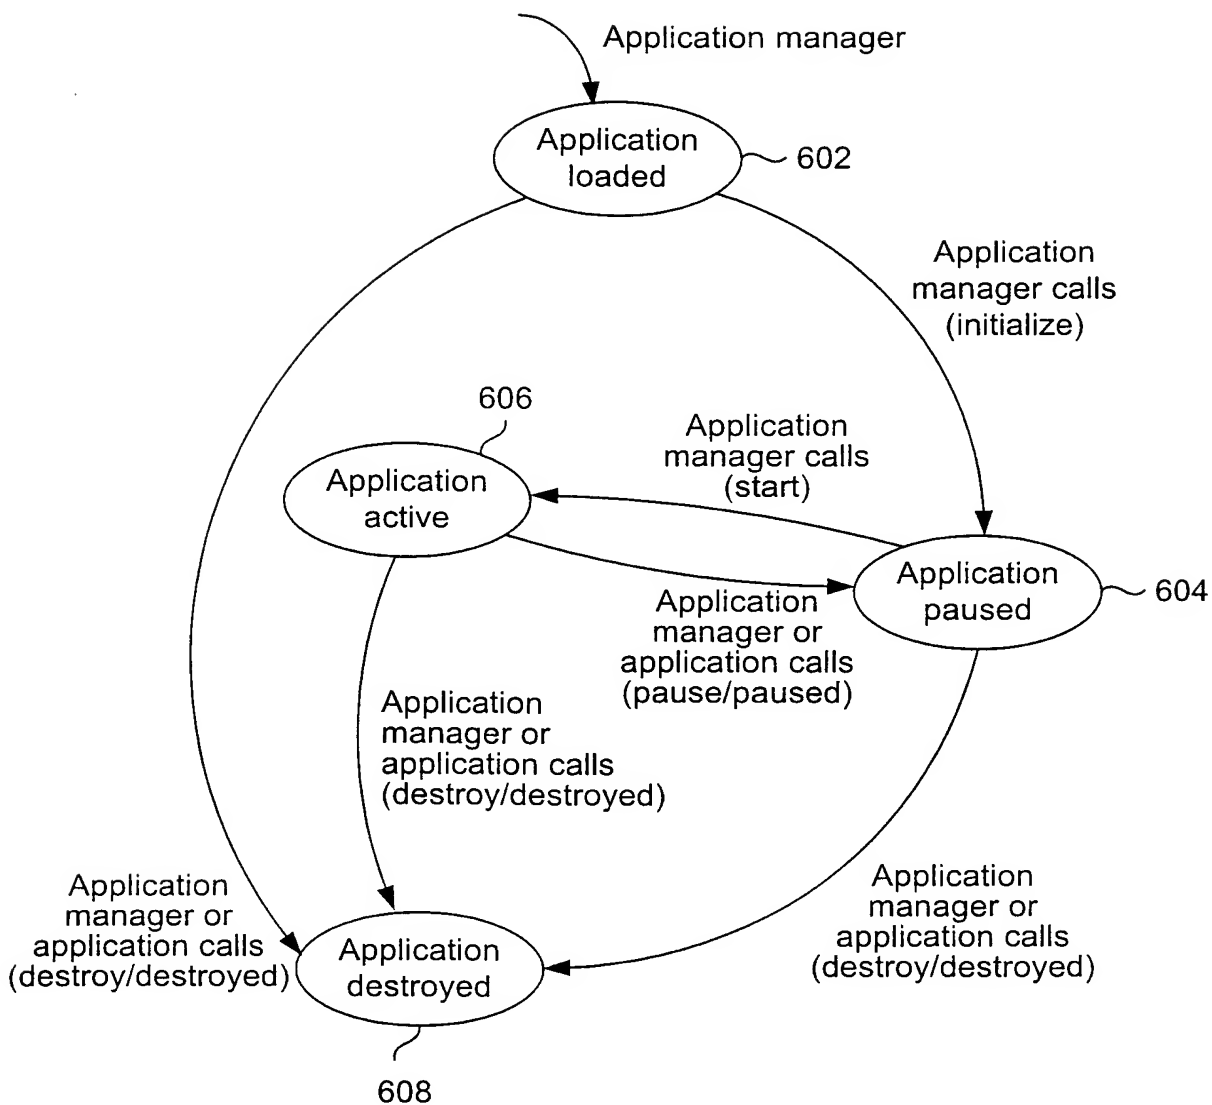 Application manager
Application
loaded
602
Application
manager calls
(initialize)
606
Application
manager calls
(start)
Application
active
Application
paused
604
Application
manager or
application calls
(pause/paused)
Application
manager or
application calls
(destroy/destroyed)
Application
manager or
application calls
(destroy/destroyed)
Application
manager or
application calls
(destroy/destroyed)
Application
destroyed
608